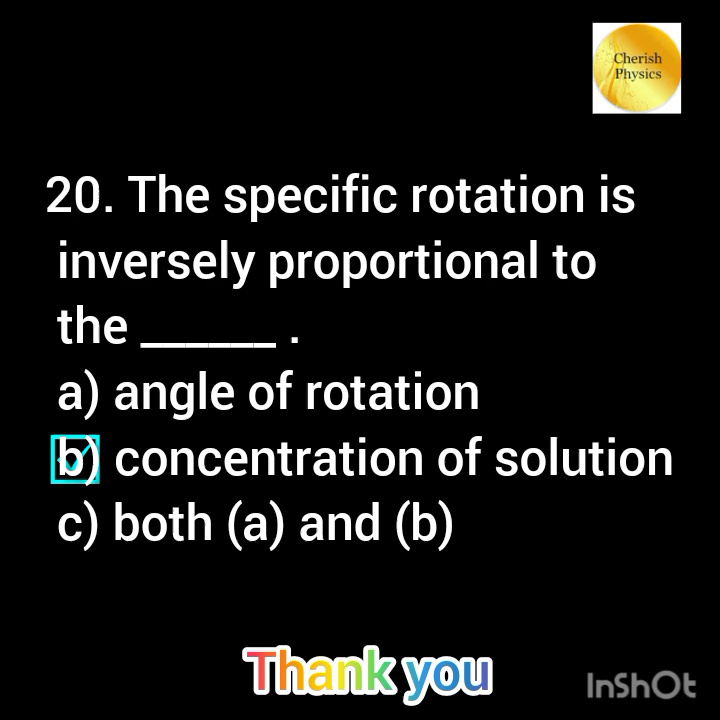 Cherish
Physics
20. The specific rotation is
inversely proportional to
the ______ .
a) angle of rotation
b) concentration of solution
c) both (a) and (b)
Thank you
InShOt